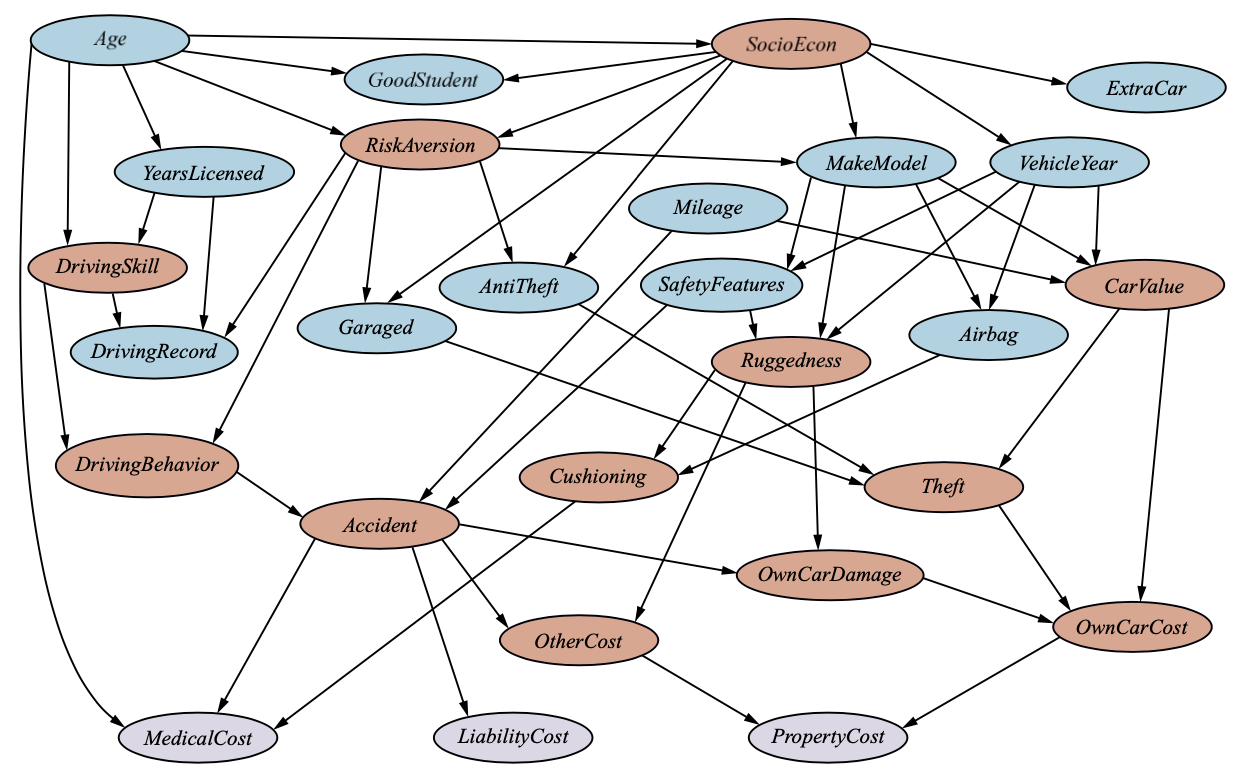 Age
SocioEcon
GoodStudent
ExtraCar
RiskAversion
YearsLicensed
MakeModel
VehicleYear
Mileage
DrivingSkill
AntiTheft
SafetyFeatures
CarValue
Garaged
Airbag
DrivingRecord
Ruggedness
DrivingBehavior
Cushioning
Theft
Accident
OwnCarDamage
OtherCost
OwnCarCost
MedicalCost
LiabilityCost
PropertyCost